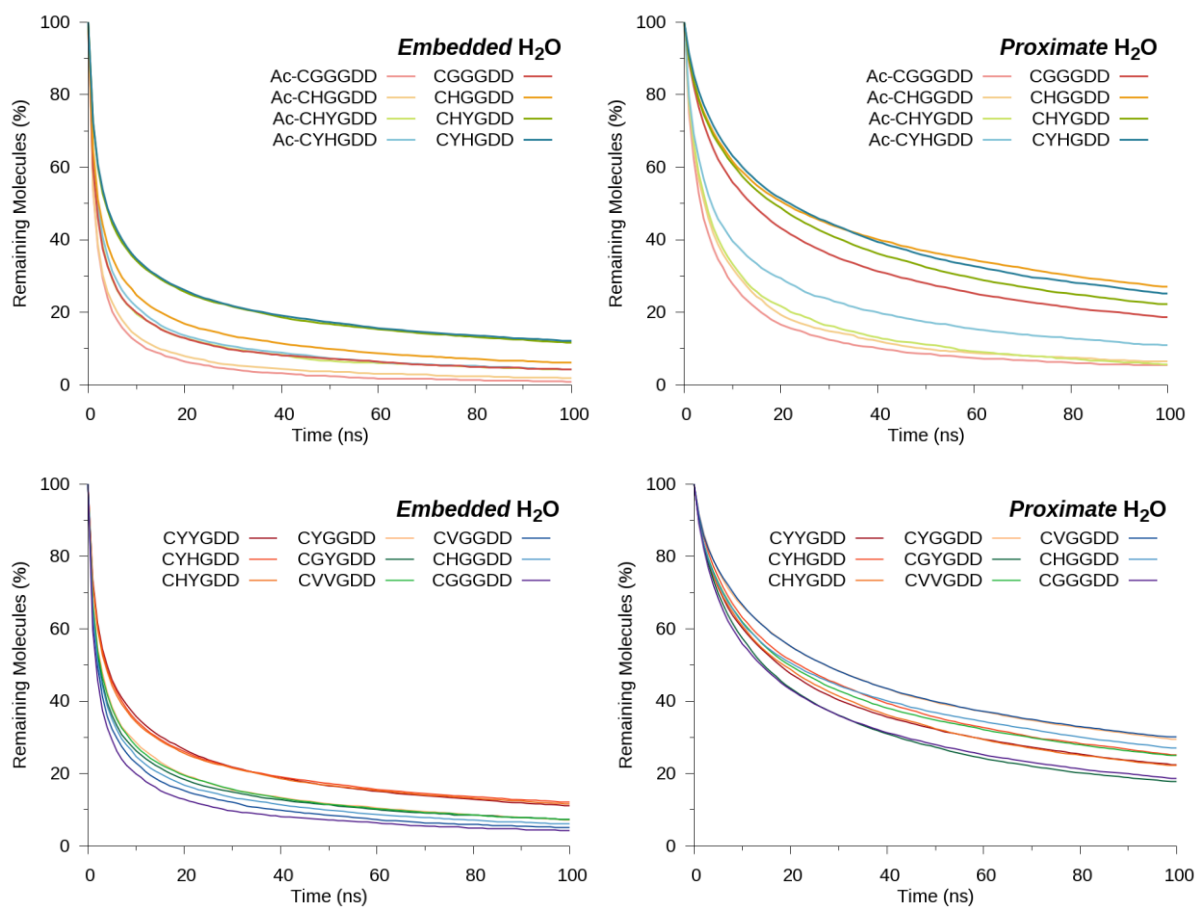 Embedded H2O
Ac-CGGGDD CGGGDD
Ac-CHGGDD CHGGDD
Ac-CHYGDD CHYGDD
Ac-CYHGDD CYHGDD
Remaining Molecules (%)
100
80
60
40
20
0
0 20 40 60 80 100
Time (ns)
Proximate H2O
Ac-CGGGDD CGGGDD
Ac-CHGGDD CHGGDD
Ac-CHYGDD CHYGDD
Ac-CYHGDD CYHGDD
Remaining Molecules (%)
100
80
60
40
20
0
0 20 40 60 80 100
Time (ns)
Embedded H2O
CYYGDD CYGGDD CVGGDD
CYHGDD CGYGDD CHGGDD
CHYGDD CVVGDD CGGGDD
Remaining Molecules (%)
100
80
60
40
20
0
0 20 40 60 80 100
Time (ns)
Proximate H2O
CYYGDD CYGGDD CVGGDD
CYHGDD CGYGDD CHGGDD
CHYGDD CVVGDD CGGGDD
Remaining Molecules (%)
100
80
60
40
20
0
0 20 40 60 80 100
Time (ns)